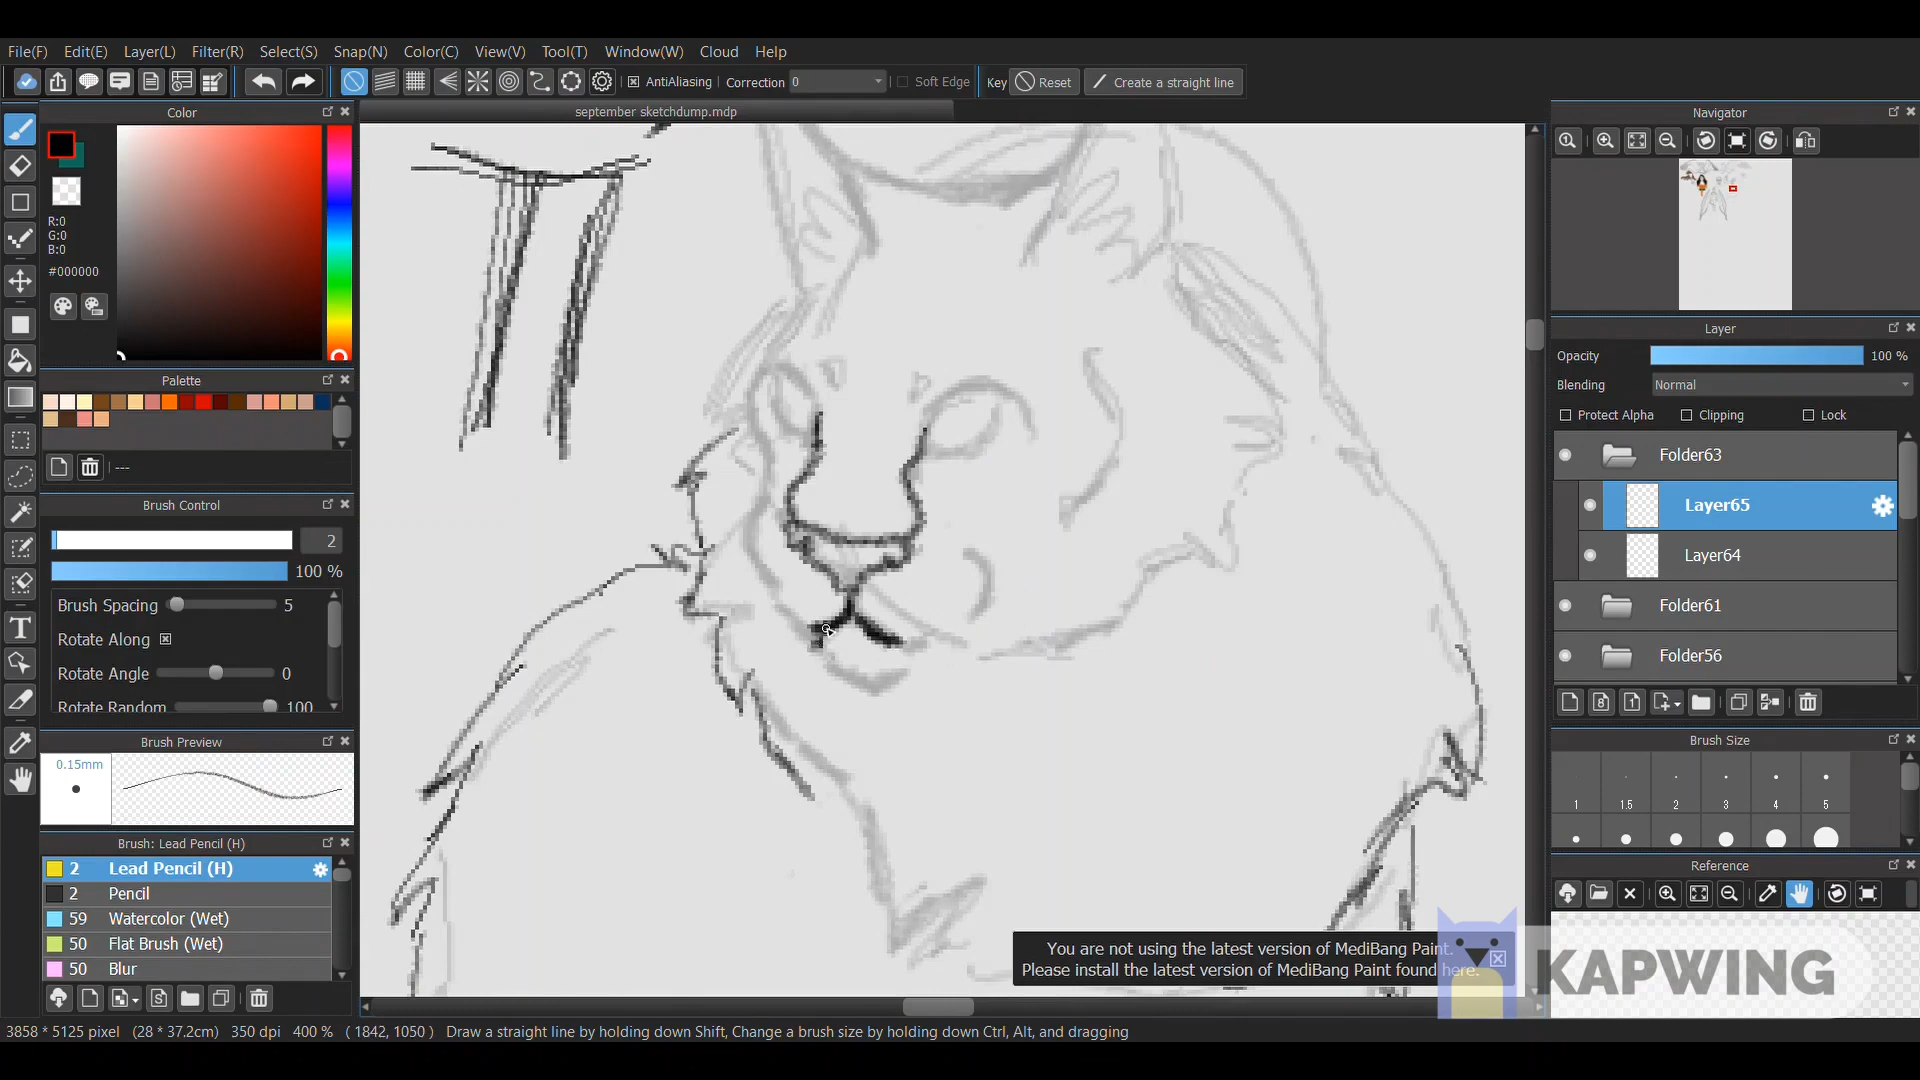 File(F) Edit(E) Layer(L) Filter(R) Select(S) Snap(N) Color(C) View(V) Tool(T) Window(W) Cloud Help
AntiAliasing Correction 0 Soft Edge Key Reset Create a straight line
Color
september sketchdump.mdp
Navigator
R:0
G:0
B:0
#000000
Palette
---
Brush Control
2
100 %
Brush Spacing 5
Rotate Along
Rotate Angle 0
Rotate Random 100
Brush Preview
0.15mm
Brush: Lead Pencil (H)
2 Lead Pencil (H)
2 Pencil
59 Watercolor (Wet)
50 Flat Brush (Wet)
50 Blur
Layer
Opacity 100 %
Blending Normal
Protect Alpha Clipping Lock
Folder63
Layer65
Layer64
Folder61
Folder56
Brush Size
1 1.5 2 3 4 5
Reference
You are not using the latest version of MediBang Paint.
Please install the latest version of MediBang Paint found here.
KAPWING
3858 * 5125 pixel (28 * 37.2cm) 350 dpi 400 % ( 1842, 1050 ) Draw a straight line by holding down Shift, Change a brush size by holding down Ctrl, Alt, and dragging